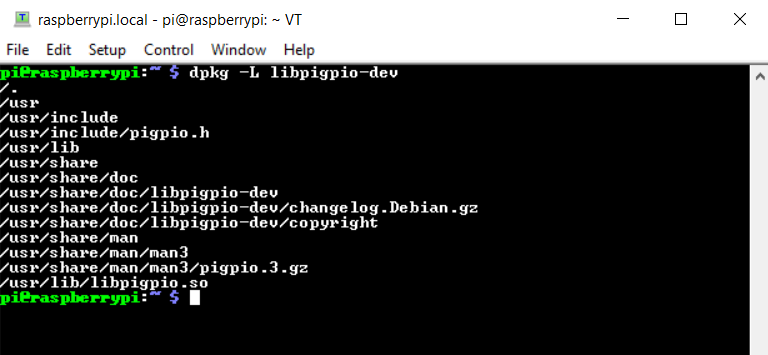 raspberrypi.local - pi@raspberrypi: ~ VT
File Edit Setup Control Window Help
pi@raspberrypi:~ $ dpkg -L libpigpio-dev
/.
/usr
/usr/include
/usr/include/pigpio.h
/usr/lib
/usr/share
/usr/share/doc
/usr/share/doc/libpigpio-dev
/usr/share/doc/libpigpio-dev/changelog.Debian.gz
/usr/share/doc/libpigpio-dev/copyright
/usr/share/man
/usr/share/man/man3
/usr/share/man/man3/pigpio.3.gz
/usr/lib/libpigpio.so
pi@raspberrypi:~ $